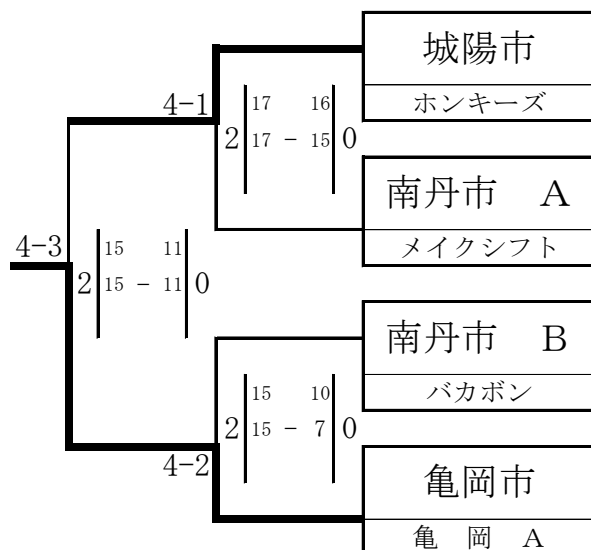 城陽市
ホンキーズ
4-1
17 16
2 17 - 15 0
南丹市 A
メイクシフト
4-3
15 11
2 15 - 11 0
南丹市 B
バカボン
15 10
2 15 - 7 0
4-2
亀岡市
亀 岡 A